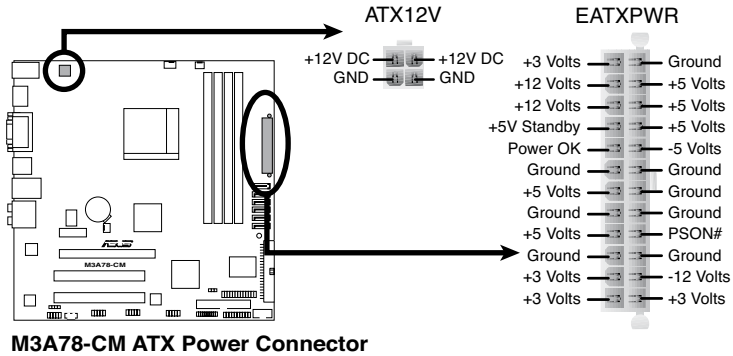 ATX12V
+12V DC +12V DC
GND GND
EATXPWR
+3 Volts Ground
+12 Volts +5 Volts
+12 Volts +5 Volts
+5V Standby +5 Volts
Power OK -5 Volts
Ground Ground
+5 Volts Ground
Ground Ground
+5 Volts PSON#
Ground Ground
+3 Volts -12 Volts
+3 Volts +3 Volts
ASUS
M3A78-CM
M3A78-CM ATX Power Connector